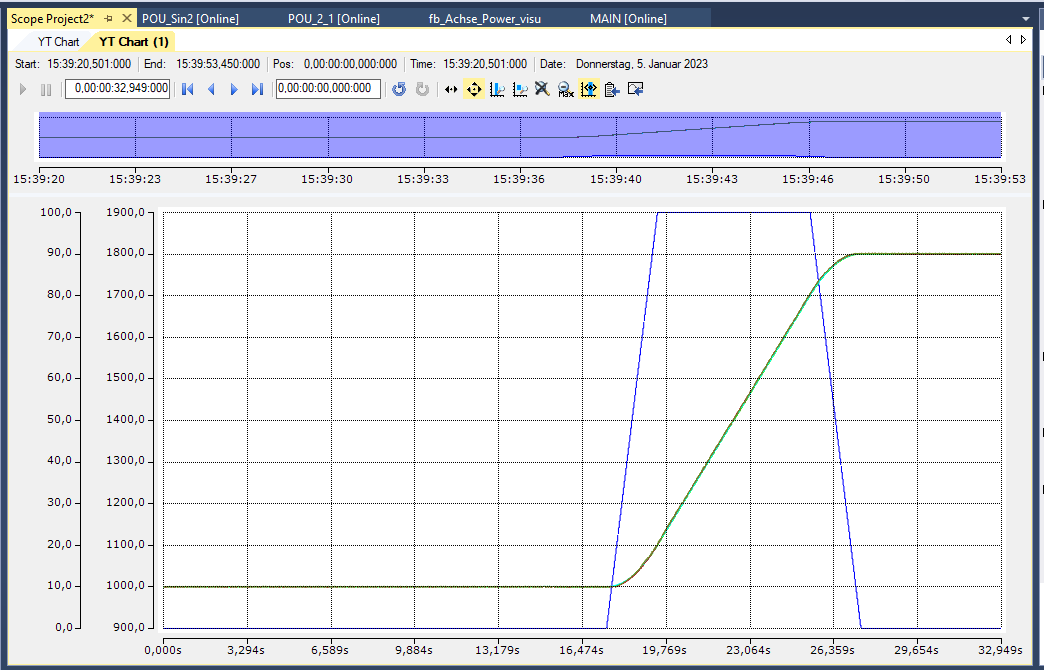 Scope Project2* POU_Sin2 [Online] POU_2_1 [Online] fb_Achse_Power_visu MAIN [Online]
YT Chart YT Chart (1)
Start: 15:39:20,501:000 End: 15:39:53,450:000 Pos: 0,00:00:00,000:000 Time: 15:39:20,501:000 Date: Donnerstag, 5. Januar 2023
0,00:00:32,949:000 0,00:00:00,000:000 Max
15:39:20 15:39:23 15:39:27 15:39:30 15:39:33 15:39:36 15:39:40 15:39:43 15:39:46 15:39:50 15:39:53
100,0 1900,0
90,0 1800,0
80,0 1700,0
70,0 1600,0
60,0 1500,0
50,0 1400,0
40,0 1300,0
30,0 1200,0
20,0 1100,0
10,0 1000,0
0,0 900,0
0,000s 3,294s 6,589s 9,884s 13,179s 16,474s 19,769s 23,064s 26,359s 29,654s 32,949s